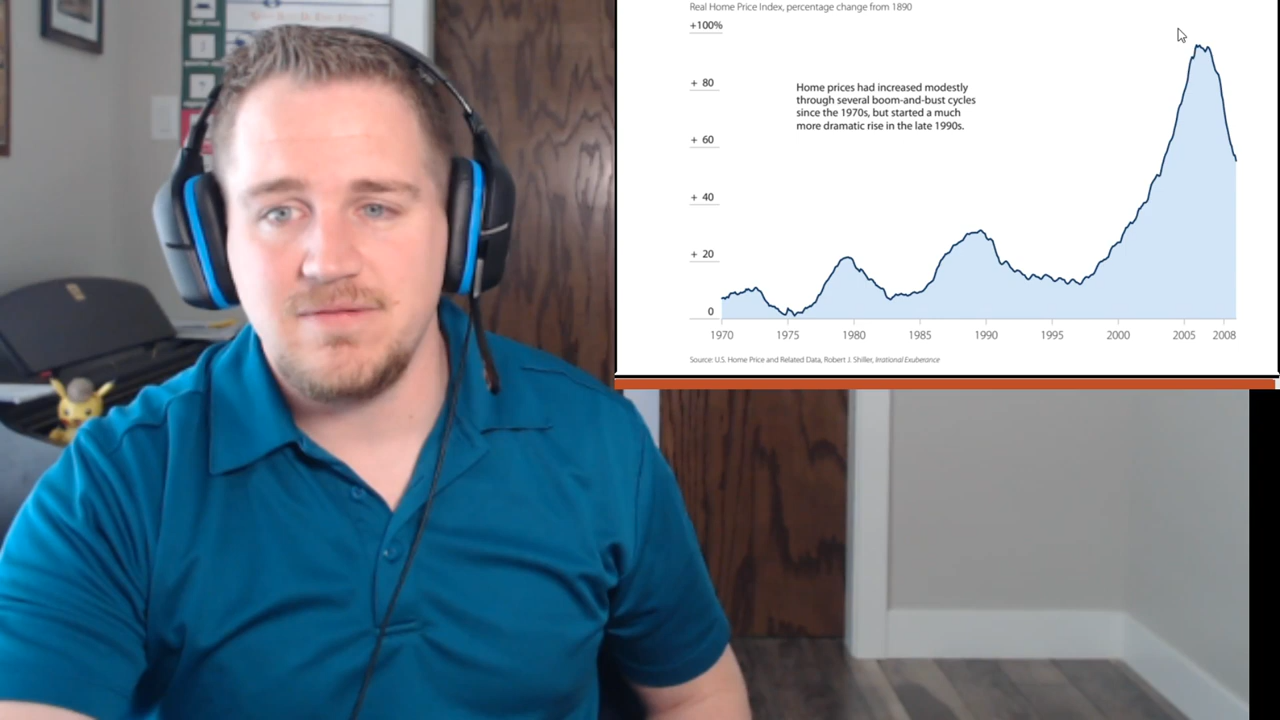 Real Home Price Index, percentage change from 1890
+100%
+ 80
+ 60
+ 40
+ 20
0
Home prices had increased modestly
through several boom-and-bust cycles
since the 1970s, but started a much
more dramatic rise in the late 1990s.
1970 1975 1980 1985 1990 1995 2000 2005 2008
Source: U.S. Home Price and Related Data, Robert J. Shiller, Irrational Exuberance